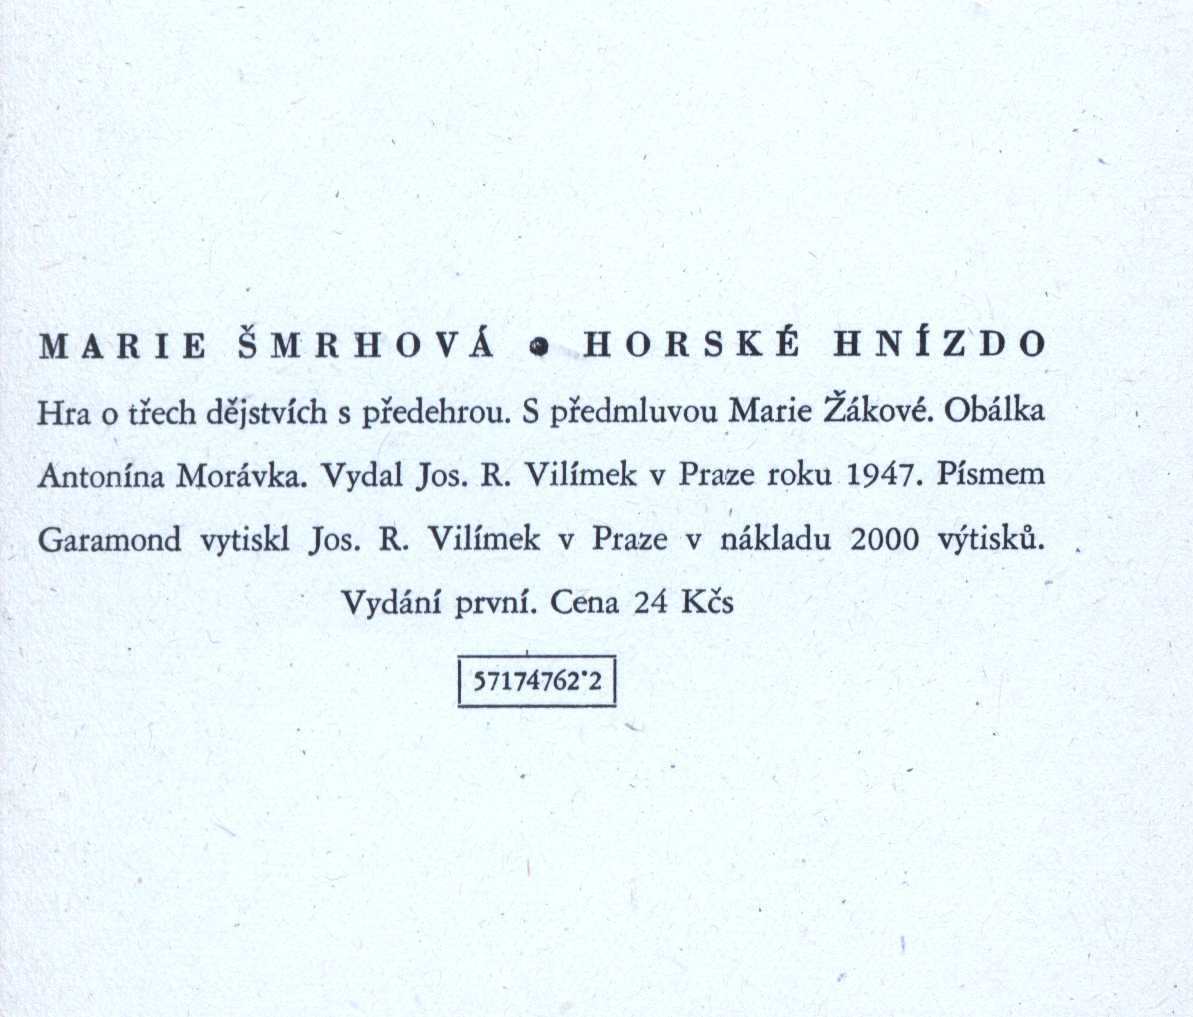 MARIE ŠMRHOVÁ ● HORSKÉ HNÍZDO
Hra o třech dějstvích s předehrou. S předmluvou Marie Žákové. Obálka
Antonína Morávka. Vydal Jos. R. Vilímek v Praze roku 1947. Písmem
Garamond vytiskl Jos. R. Vilímek v Praze v nákladu 2000 výtisků.
Vydání první. Cena 24 Kčs
57174762·2